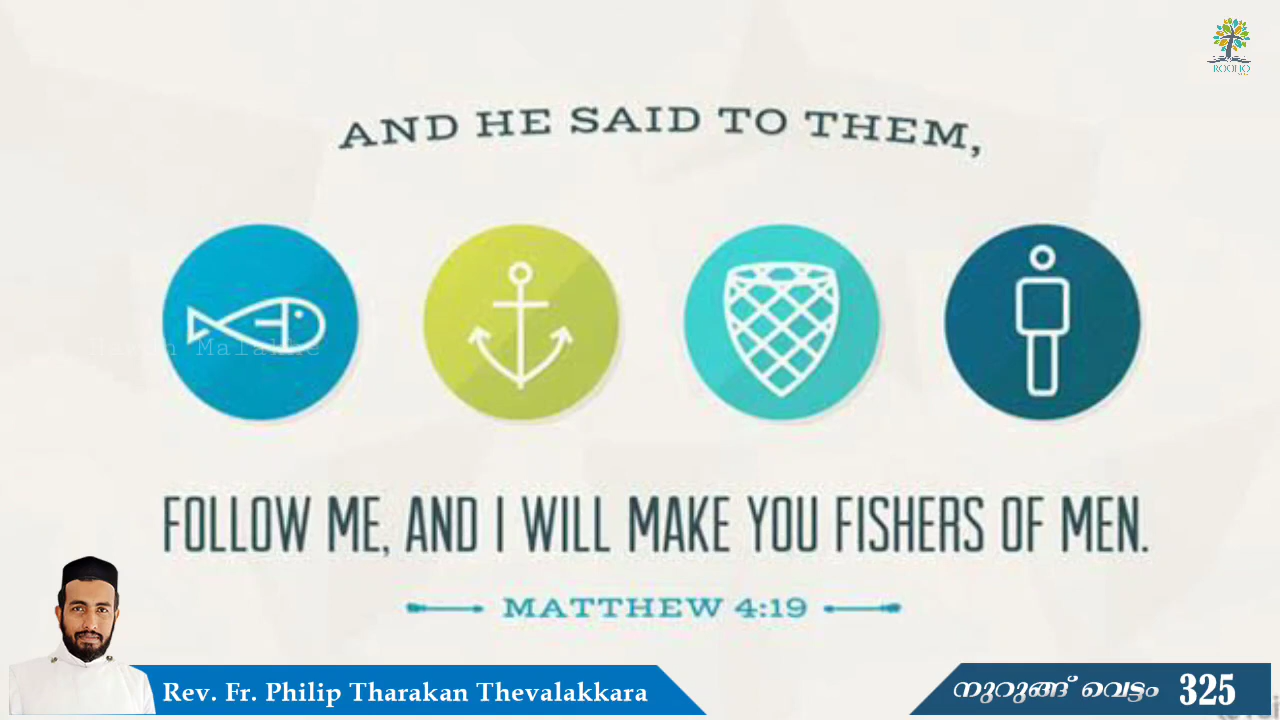 ROOHO
AND HE SAID TO THEM,
FOLLOW ME, AND I WILL MAKE YOU FISHERS OF MEN.
MATTHEW 4:19
Rev. Fr. Philip Tharakan Thevalakkara
നുറുങ്ങ് വെട്ടം 325